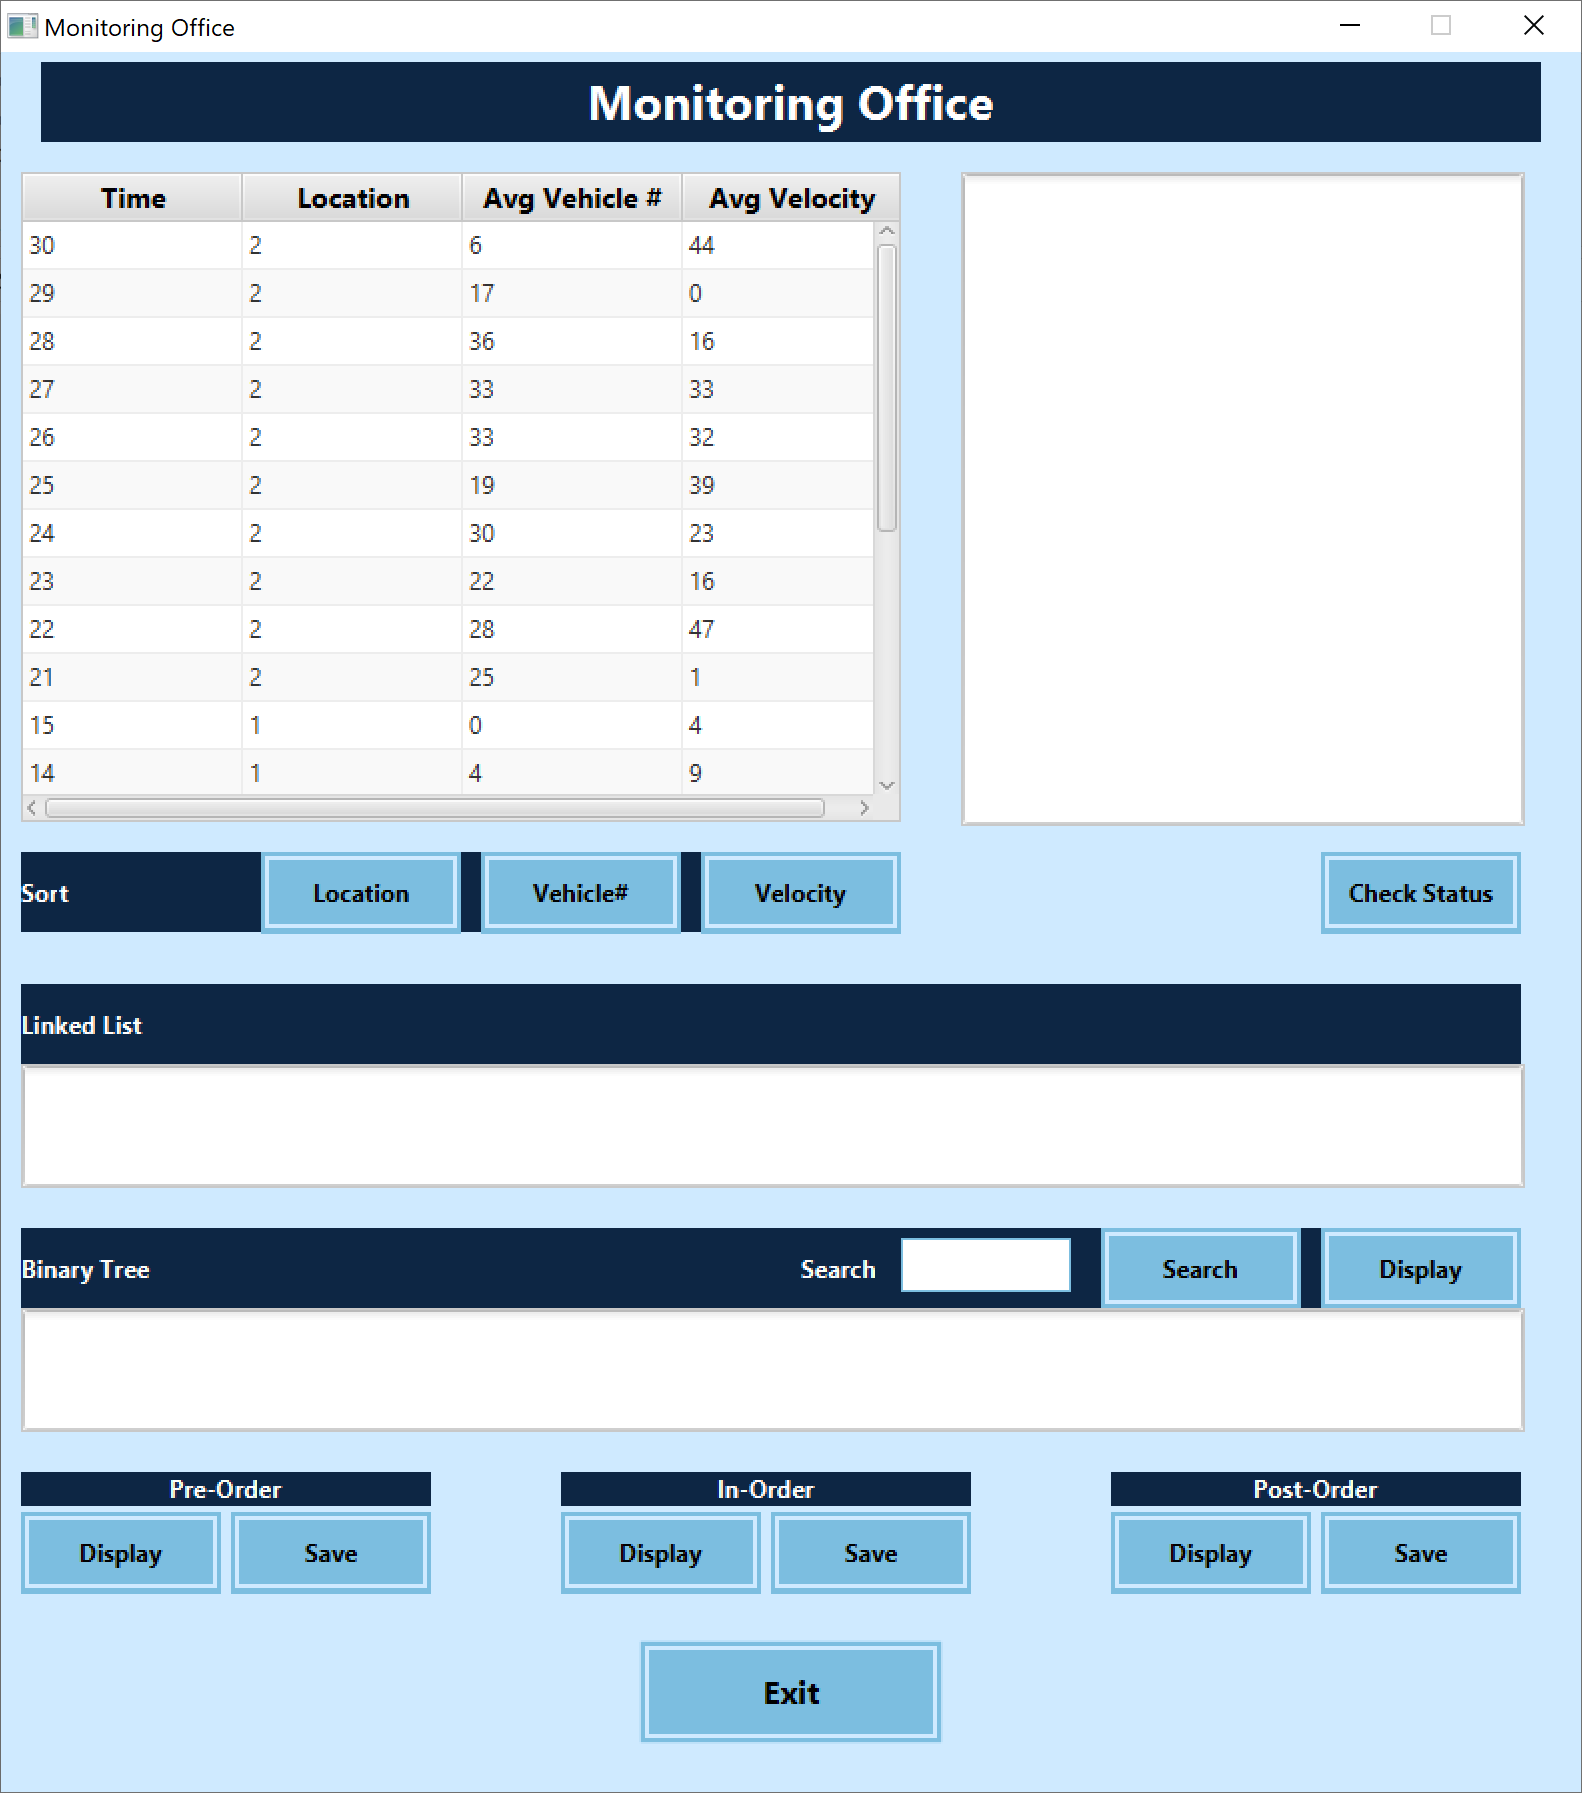 Monitoring Office
Monitoring Office
Time Location Avg Vehicle # Avg Velocity
30 2 6 44
29 2 17 0
28 2 36 16
27 2 33 33
26 2 33 32
25 2 19 39
24 2 30 23
23 2 22 16
22 2 28 47
21 2 25 1
15 1 0 4
14 1 4 9
Sort Location Vehicle# Velocity Check Status
Linked List
Binary Tree Search Search Display
Pre-Order In-Order Post-Order
Display Save Display Save Display Save
Exit